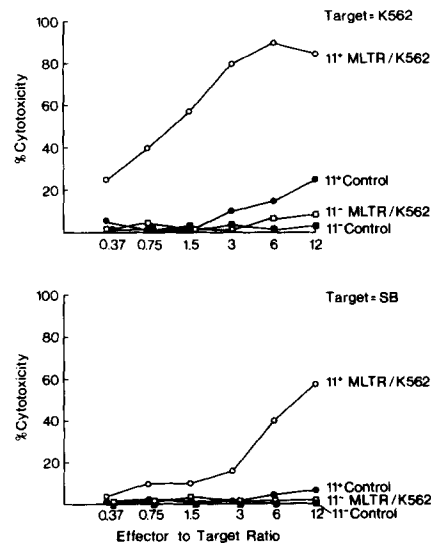 Target = K562
100
80
60
40
20
% Cytotoxicity
11+ MLTR/K562
11+ Control
11- MLTR/K562
11- Control
0.37 0.75 1.5 3 6 12
Target = SB
100
80
60
40
20
% Cytotoxicity
11+ MLTR/K562
11+ Control
11- MLTR/K562
11- Control
0.37 0.75 1.5 3 6 12
Effector to Target Ratio